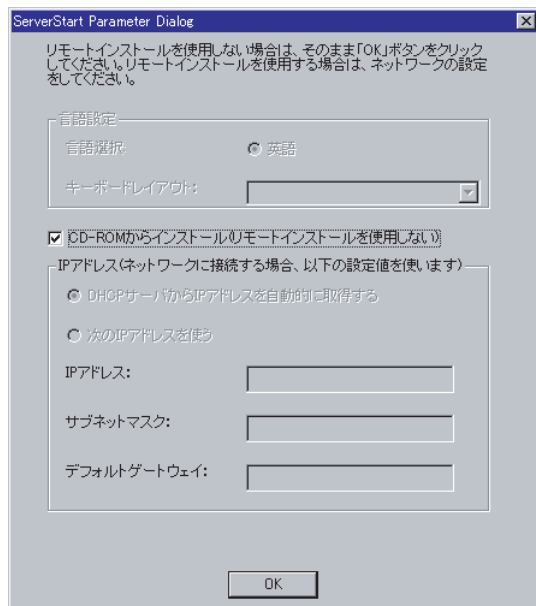 ServerStart Parameter Dialog
リモートインストールを使用しない場合は、そのまま「OK」ボタンをクリック
してください。リモートインストールを使用する場合は、ネットワークの設定
をしてください。
言語設定
言語選択:
英語
キーボードレイアウト:
CD-ROMからインストール(リモートインストールを使用しない)
IPアドレス(ネットワークに接続する場合、以下の設定値を使います)
DHCPサーバからIPアドレスを自動的に取得する
次のIPアドレスを使う
IPアドレス:
サブネットマスク:
デフォルトゲートウェイ:
OK